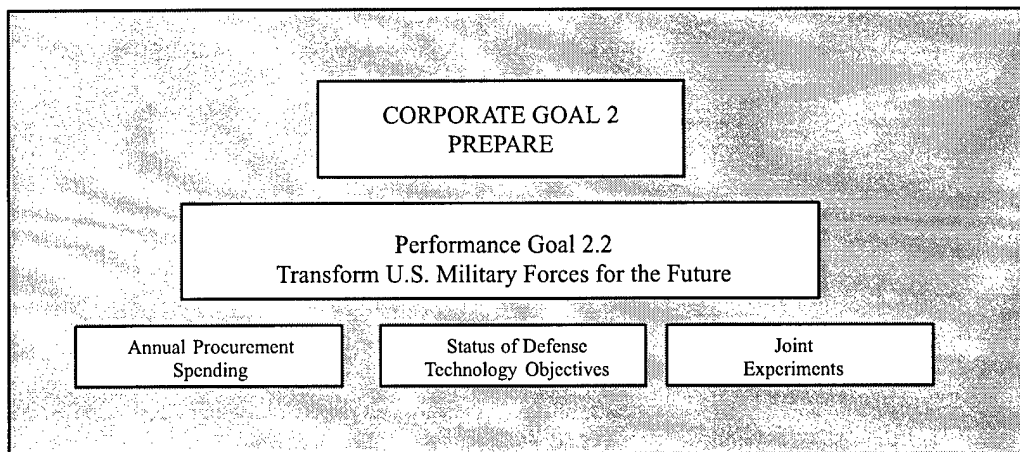 CORPORATE GOAL 2
PREPARE
Performance Goal 2.2
Transform U.S. Military Forces for the Future
Annual Procurement
Spending
Status of Defense
Technology Objectives
Joint
Experiments